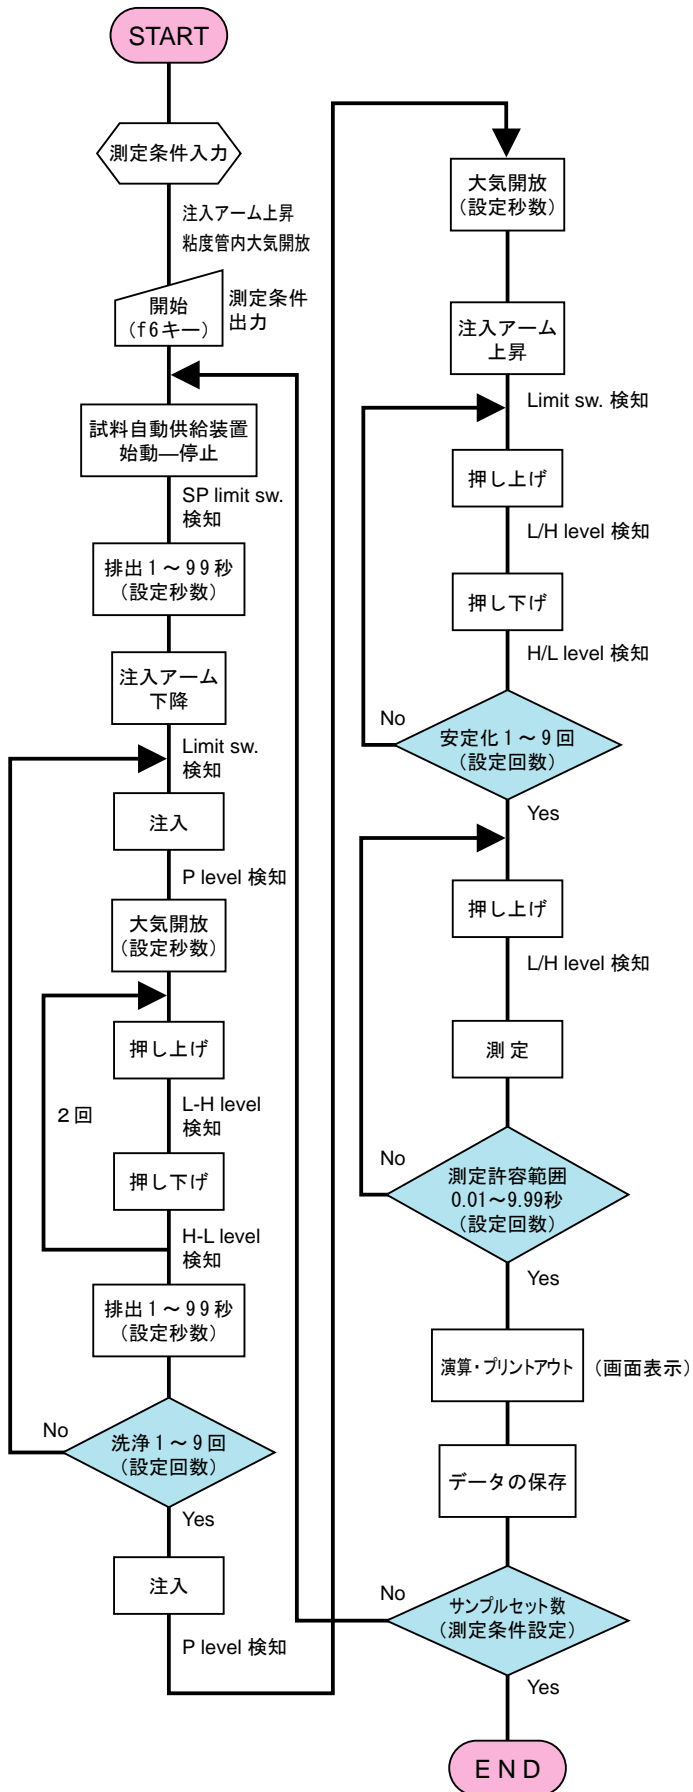 START
測定条件入力
注入アーム上昇
粘度管内大気開放
開始
(f6キー)
測定条件
出力
試料自動供給装置
始動―停止
SP limit sw.
検知
排出1～99秒
(設定秒数)
注入アーム
下降
Limit sw.
検知
注入
P level 検知
大気開放
(設定秒数)
押し上げ
2回
L-H level
検知
押し下げ
H-L level
検知
排出1～99秒
(設定秒数)
No
洗浄1～9回
(設定回数)
Yes
注入
P level 検知
大気開放
(設定秒数)
注入アーム
上昇
Limit sw. 検知
押し上げ
L/H level 検知
押し下げ
H/L level 検知
No
安定化1～9回
(設定回数)
Yes
押し上げ
L/H level 検知
測 定
No
測定許容範囲
0.01～9.99秒
(設定回数)
Yes
演算・プリントアウト
(画面表示)
データの保存
No
サンプルセット数
(測定条件設定)
Yes
END